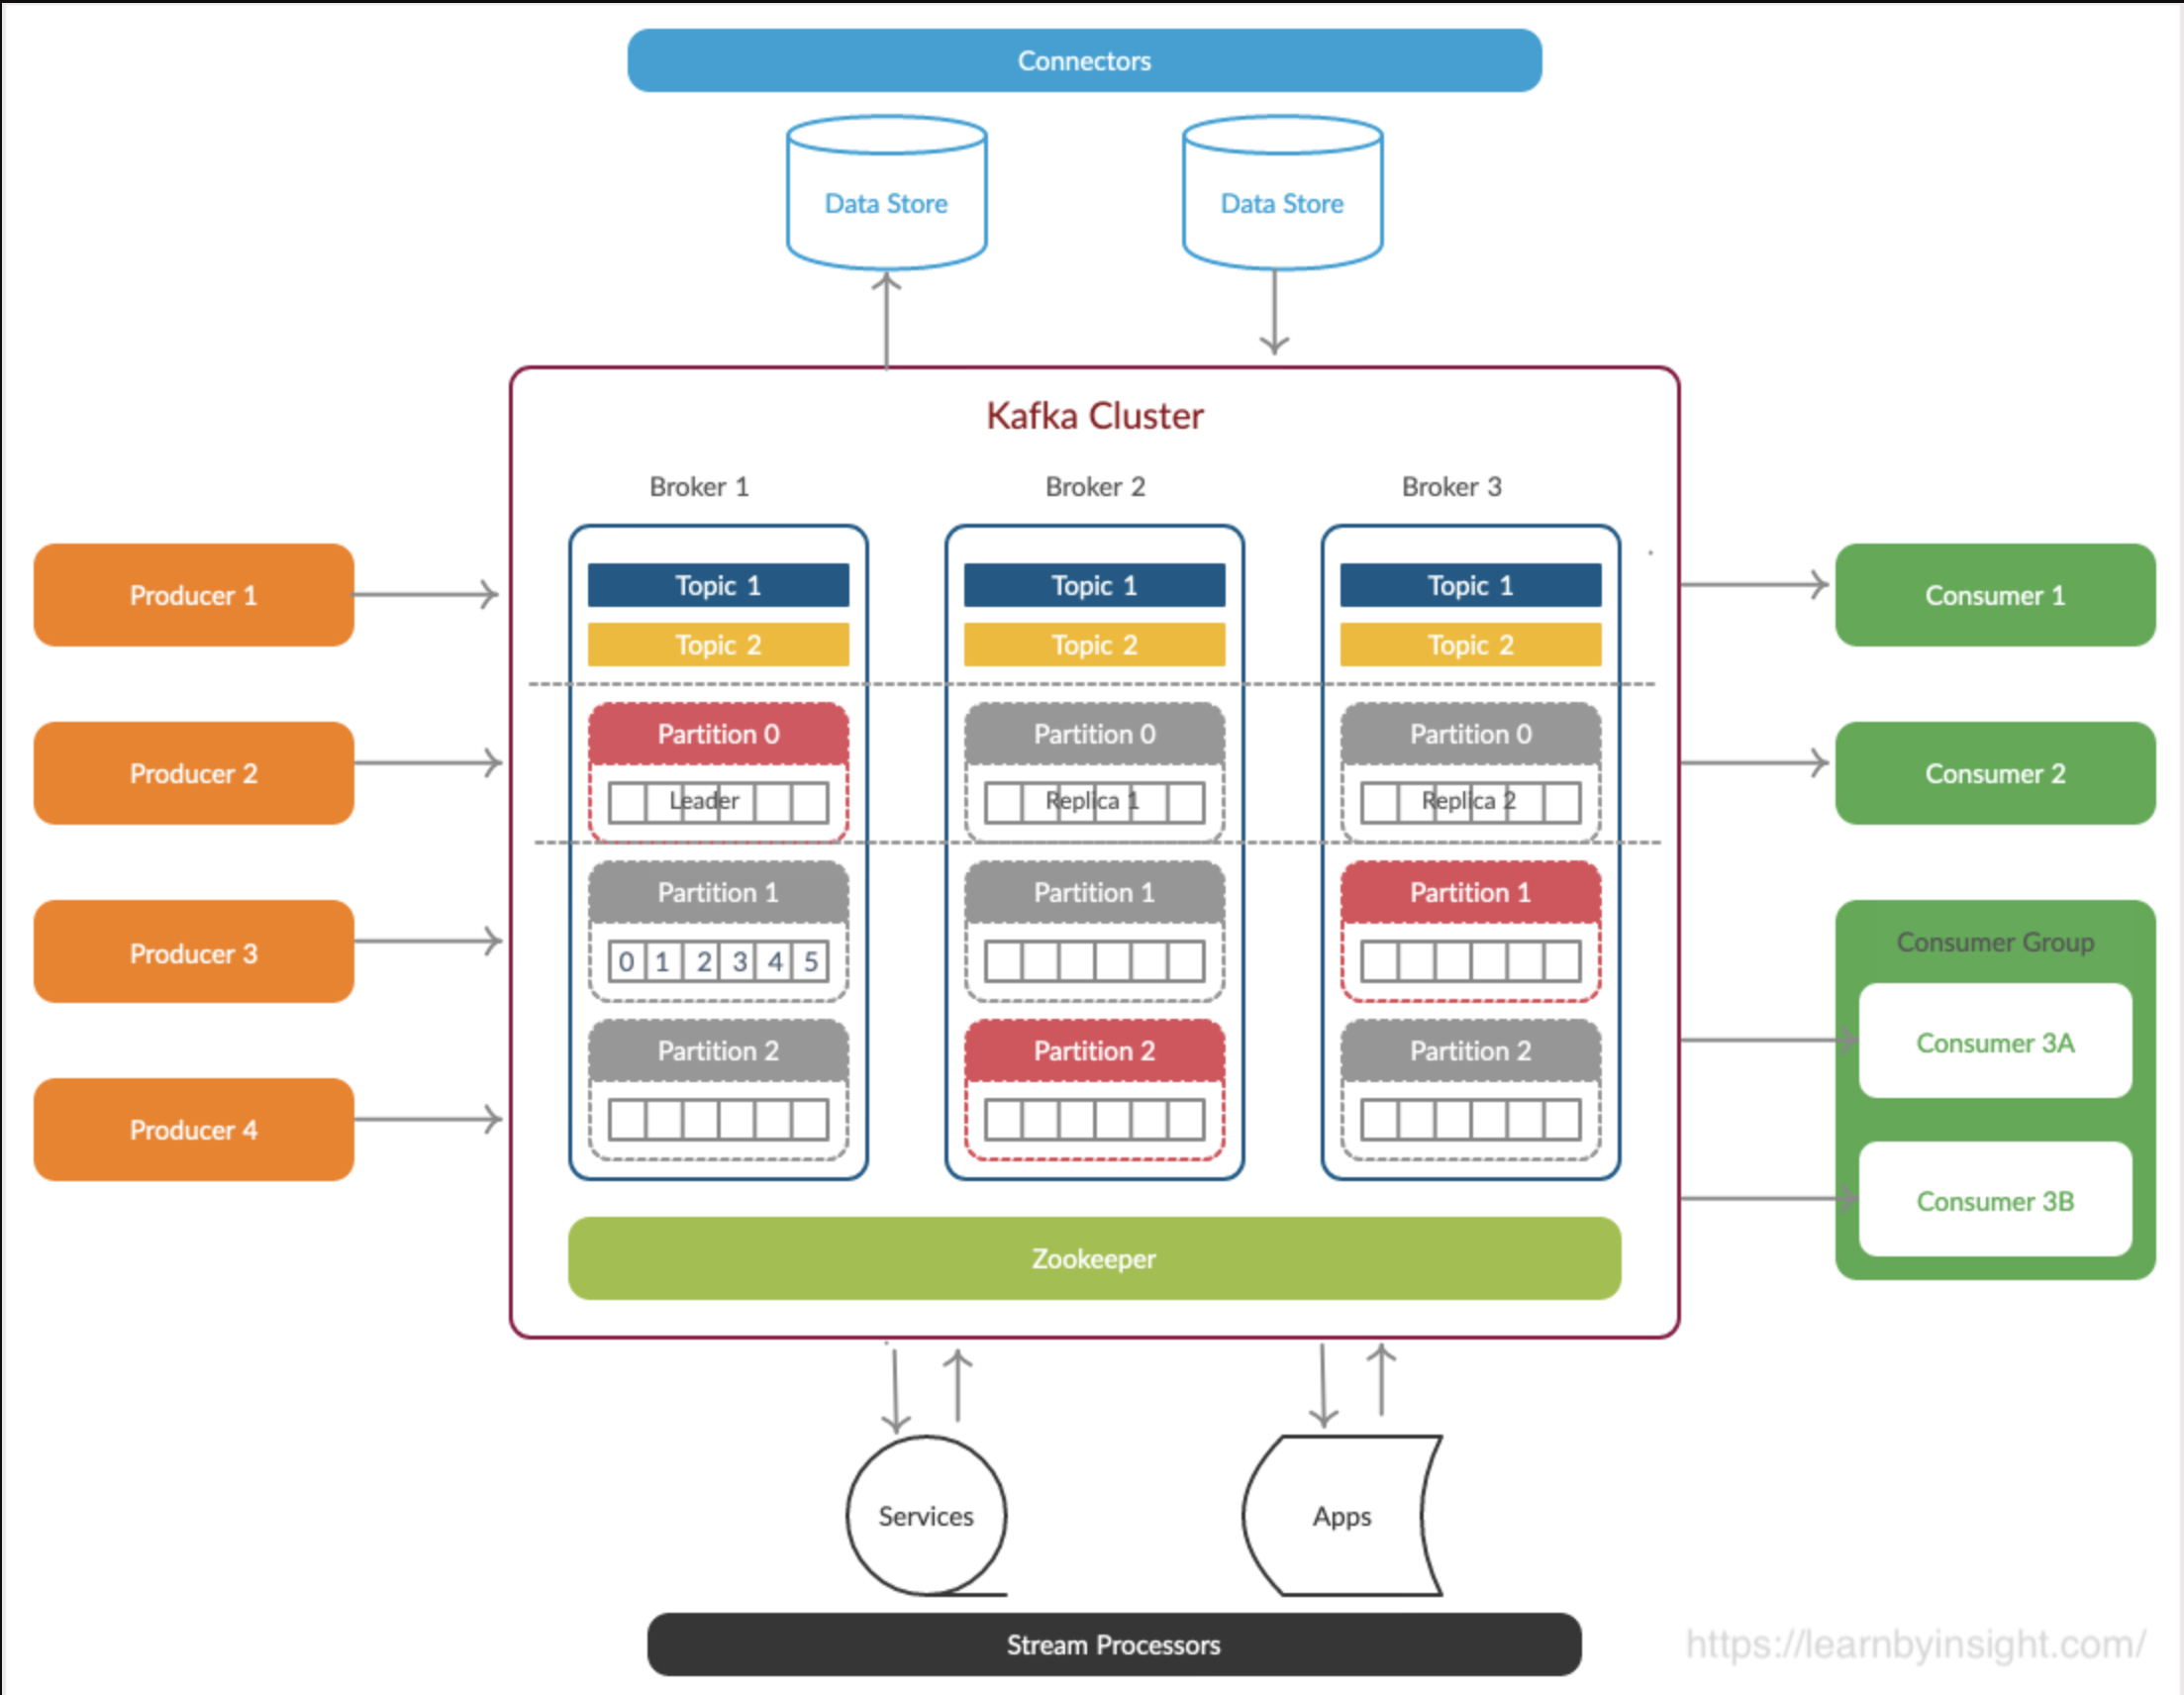 Connectors
Data Store
Data Store
Kafka Cluster
Broker 1
Broker 2
Broker 3
Topic 1
Topic 1
Topic 1
Topic 2
Topic 2
Topic 2
Partition 0
Partition 0
Partition 0
Leader
Replica 1
Replica 2
Partition 1
Partition 1
Partition 1
0 1 2 3 4 5
Partition 2
Partition 2
Partition 2
Zookeeper
Producer 1
Producer 2
Producer 3
Producer 4
Consumer 1
Consumer 2
Consumer Group
Consumer 3A
Consumer 3B
Services
Apps
Stream Processors
https://learnbyinsight.com/